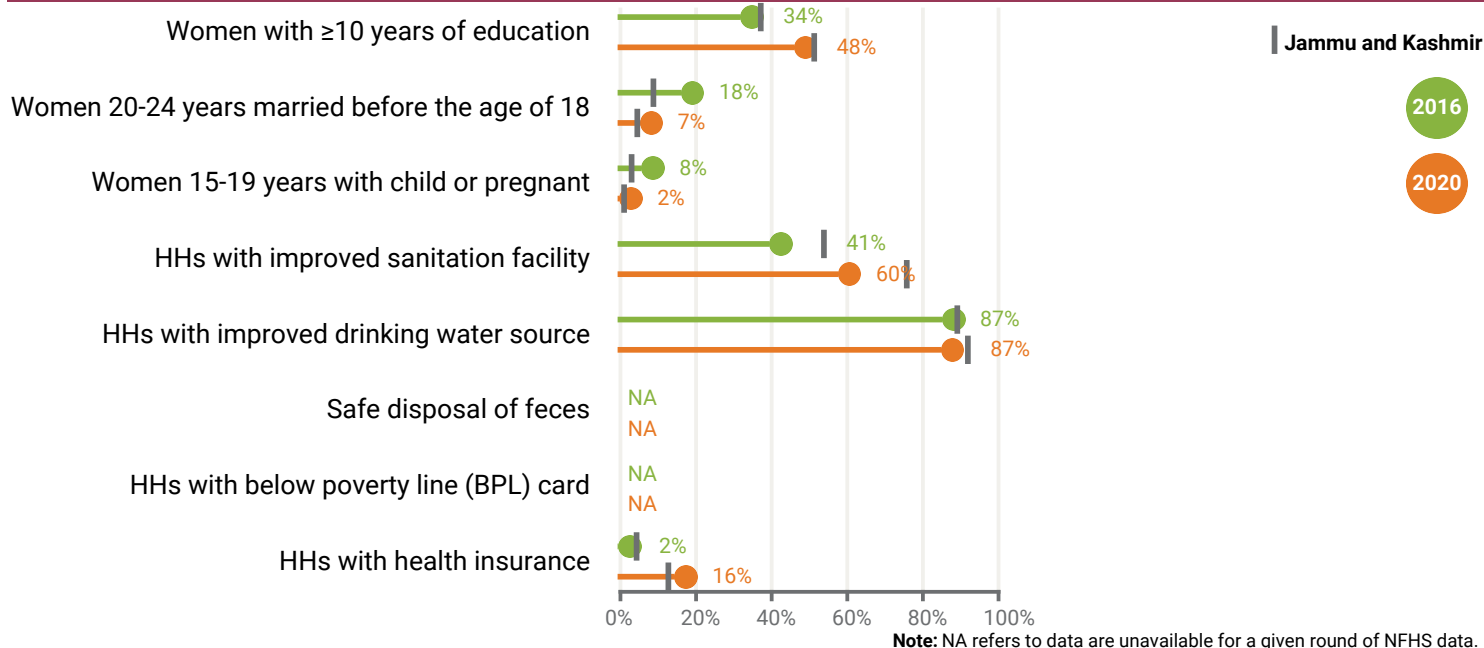 Women with ≥10 years of education
34%
48%
Jammu and Kashmir
Women 20-24 years married before the age of 18
18%
7%
2016
Women 15-19 years with child or pregnant
8%
2%
2020
HHs with improved sanitation facility
41%
60%
HHs with improved drinking water source
87%
87%
Safe disposal of feces
NA
NA
HHs with below poverty line (BPL) card
NA
NA
HHs with health insurance
2%
16%
0% 20% 40% 60% 80% 100%
Note: NA refers to data are unavailable for a given round of NFHS data.